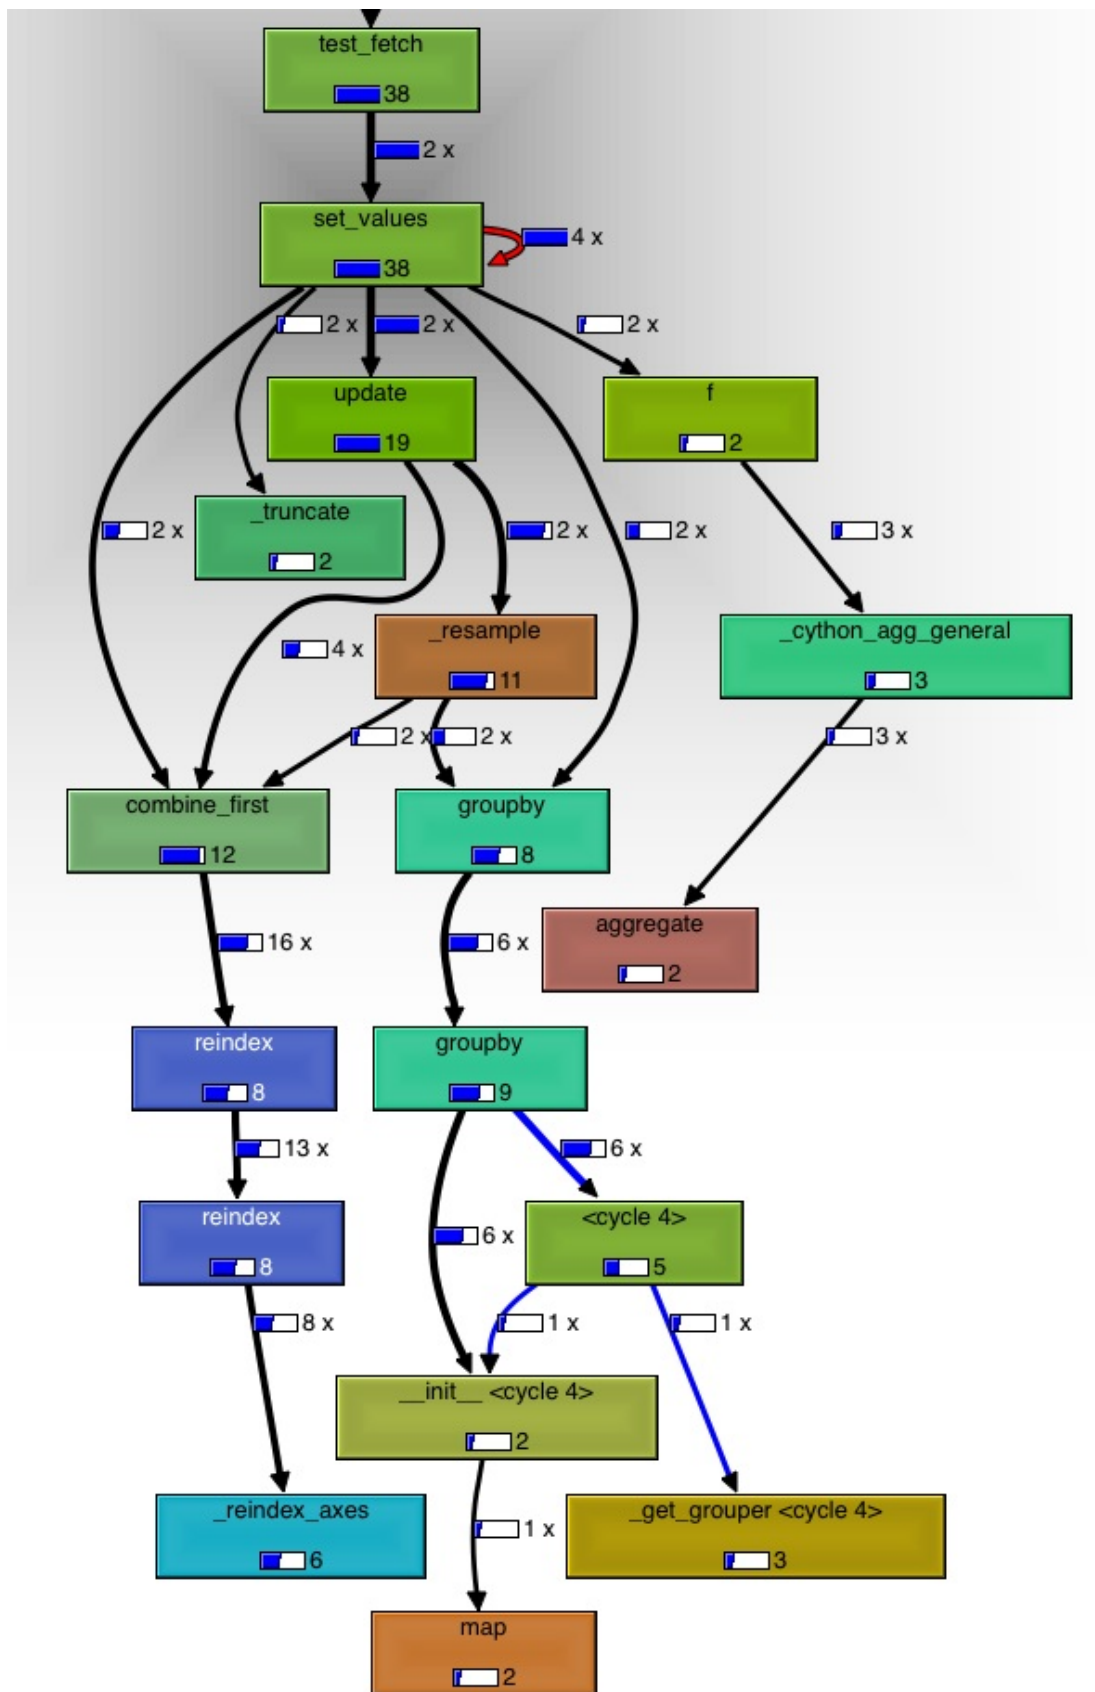 test_fetch
38
2 x
set_values
38
4 x
2 x
2 x
2 x
update
19
f
2
_truncate
2
2 x
2 x
2 x
3 x
_resample
11
_cython_agg_general
3
4 x
2 x
2 x
3 x
combine_first
12
groupby
8
aggregate
2
16 x
6 x
reindex
8
groupby
9
13 x
6 x
reindex
8
<cycle 4>
5
6 x
8 x
1 x
1 x
__init__ <cycle 4>
2
_reindex_axes
6
1 x
_get_grouper <cycle 4>
3
map
2